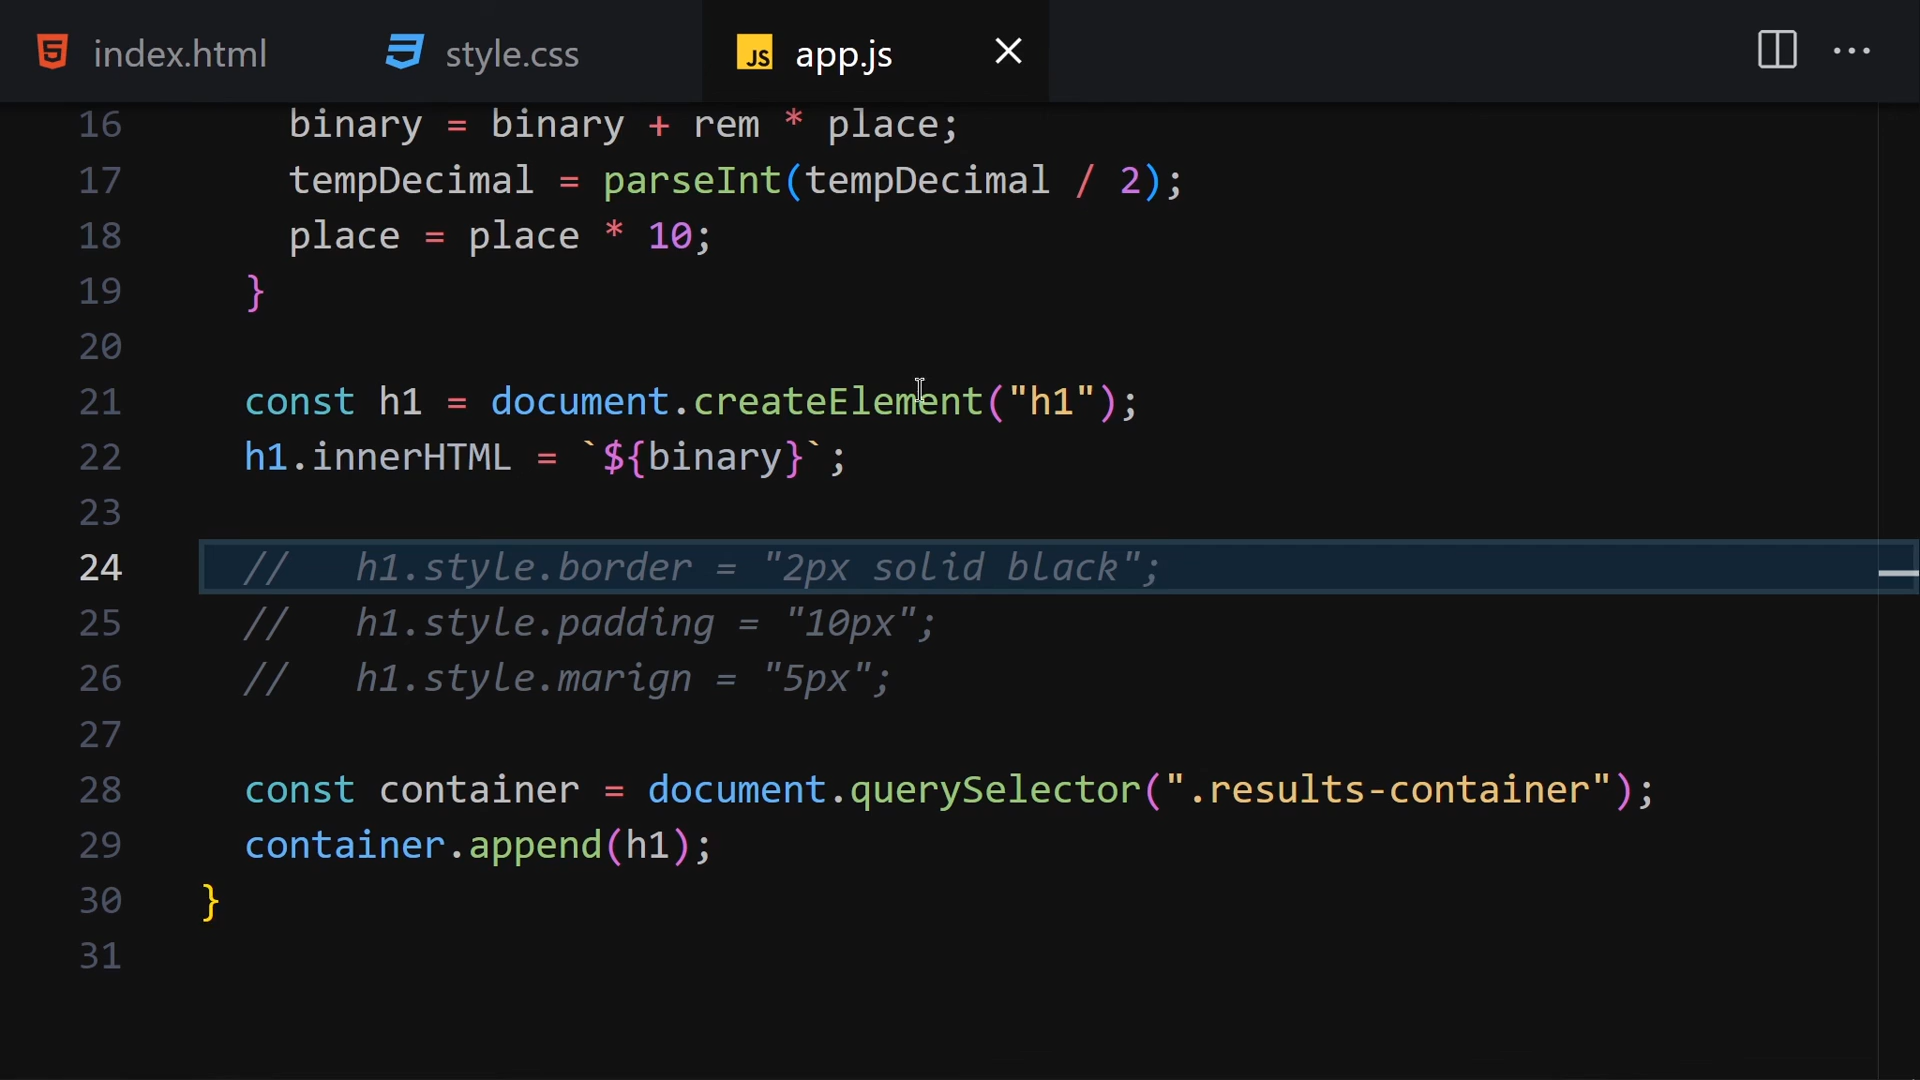 index.html style.css JS app.js
16 binary = binary + rem * place;
17 tempDecimal = parseInt(tempDecimal / 2);
18 place = place * 10;
19 }
20
21 const h1 = document.createElement("h1");
22 h1.innerHTML = `${binary}`;
23
24 // h1.style.border = "2px solid black";
25 // h1.style.padding = "10px";
26 // h1.style.marign = "5px";
27
28 const container = document.querySelector(".results-container");
29 container.append(h1);
30 }
31